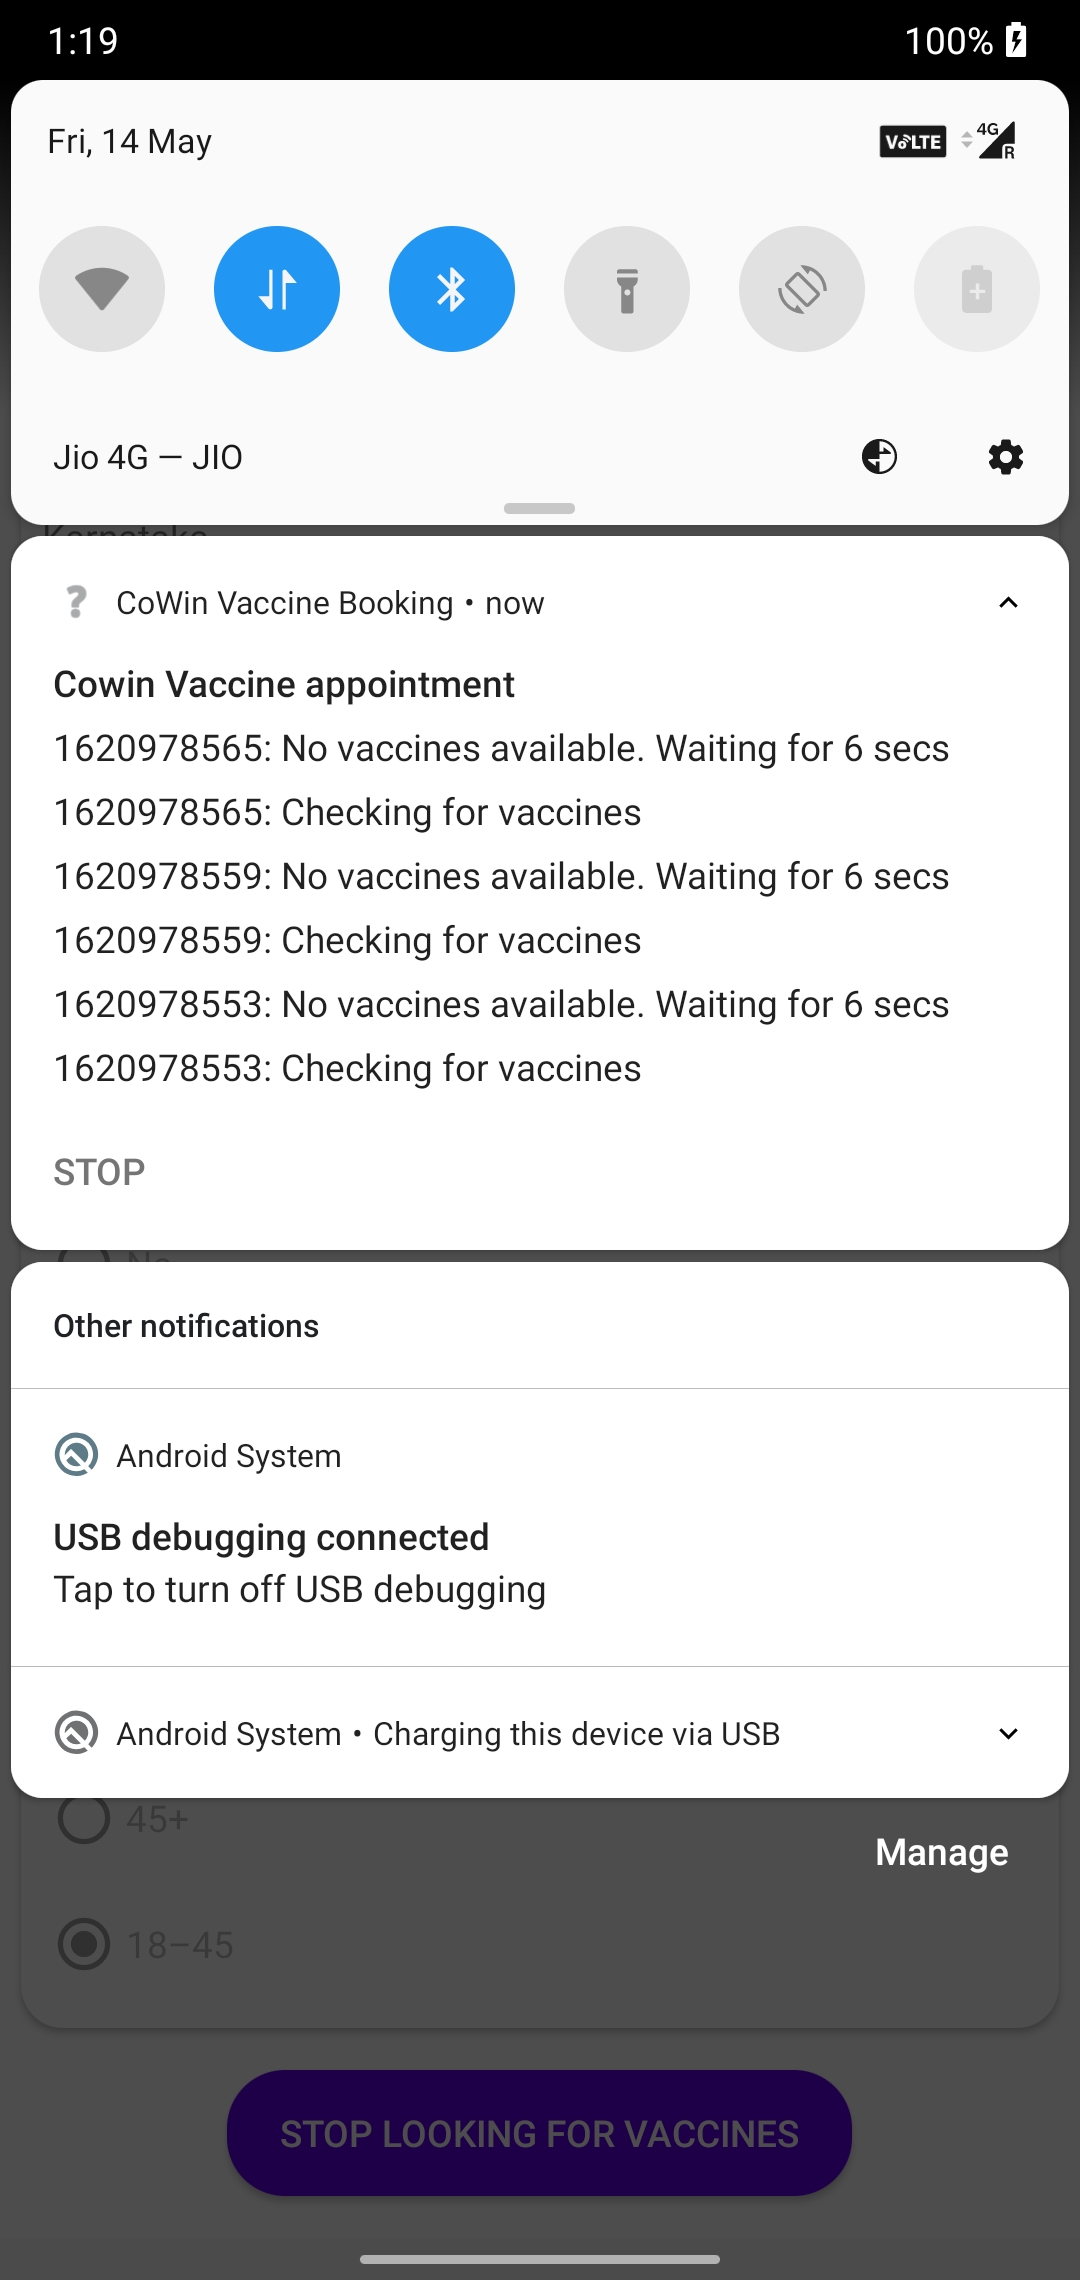 1:19
100%
Fri, 14 May
VoLTE
4G
R
Jio 4G — JIO
Karnataka
CoWin Vaccine Booking • now
Cowin Vaccine appointment
1620978565: No vaccines available. Waiting for 6 secs
1620978565: Checking for vaccines
1620978559: No vaccines available. Waiting for 6 secs
1620978559: Checking for vaccines
1620978553: No vaccines available. Waiting for 6 secs
1620978553: Checking for vaccines
STOP
No
Other notifications
Android System
USB debugging connected
Tap to turn off USB debugging
Android System • Charging this device via USB
45+
Manage
18–45
STOP LOOKING FOR VACCINES